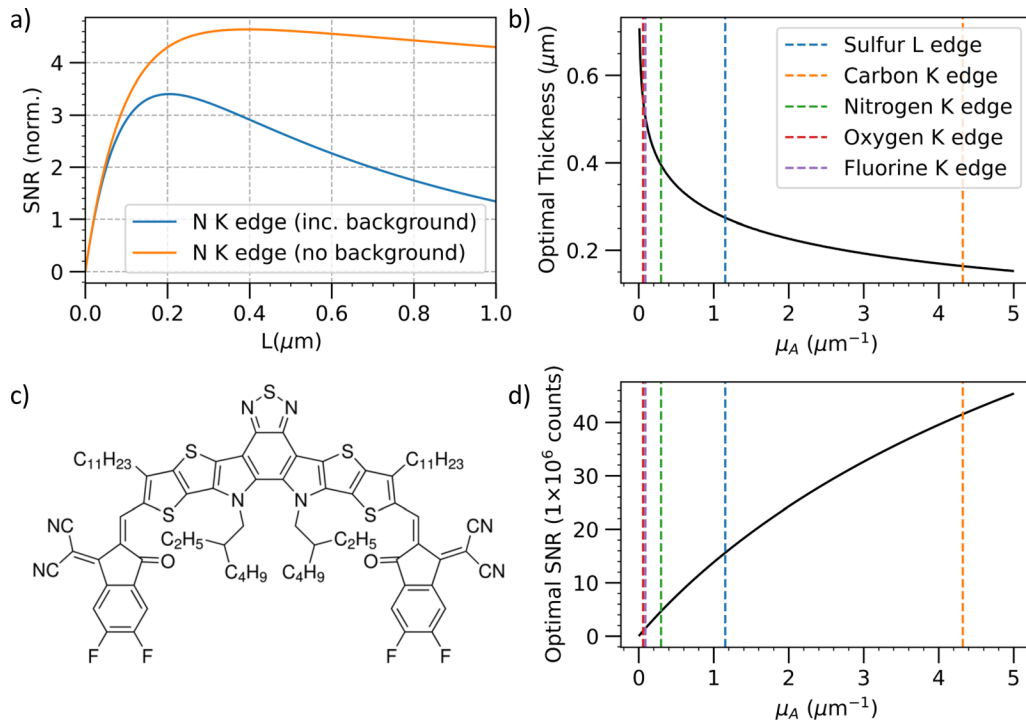 a)
SNR (norm.)
4
3
2
1
0
N K edge (inc. background)
N K edge (no background)
0.0 0.2 0.4 0.6 0.8 1.0
L(μm)
b)
Optimal Thickness (μm)
0.6
0.4
0.2
Sulfur L edge
Carbon K edge
Nitrogen K edge
Oxygen K edge
Fluorine K edge
0 1 2 3 4 5
μA (μm⁻¹)
c)
S
N N
C11H23 S S C11H23
S N N S
NC C2H5 C2H5 CN
NC O C4H9 C4H9 O CN
F F F F
d)
Optimal SNR (1×10⁶ counts)
40
30
20
10
0
0 1 2 3 4 5
μA (μm⁻¹)